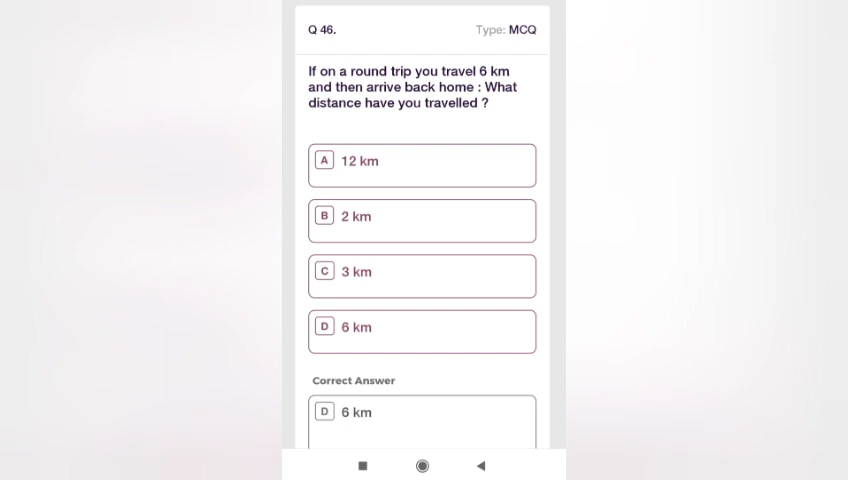 Q 46.
Type: MCQ
If on a round trip you travel 6 km
and then arrive back home : What
distance have you travelled ?
A 12 km
B 2 km
C 3 km
D 6 km
Correct Answer
D 6 km